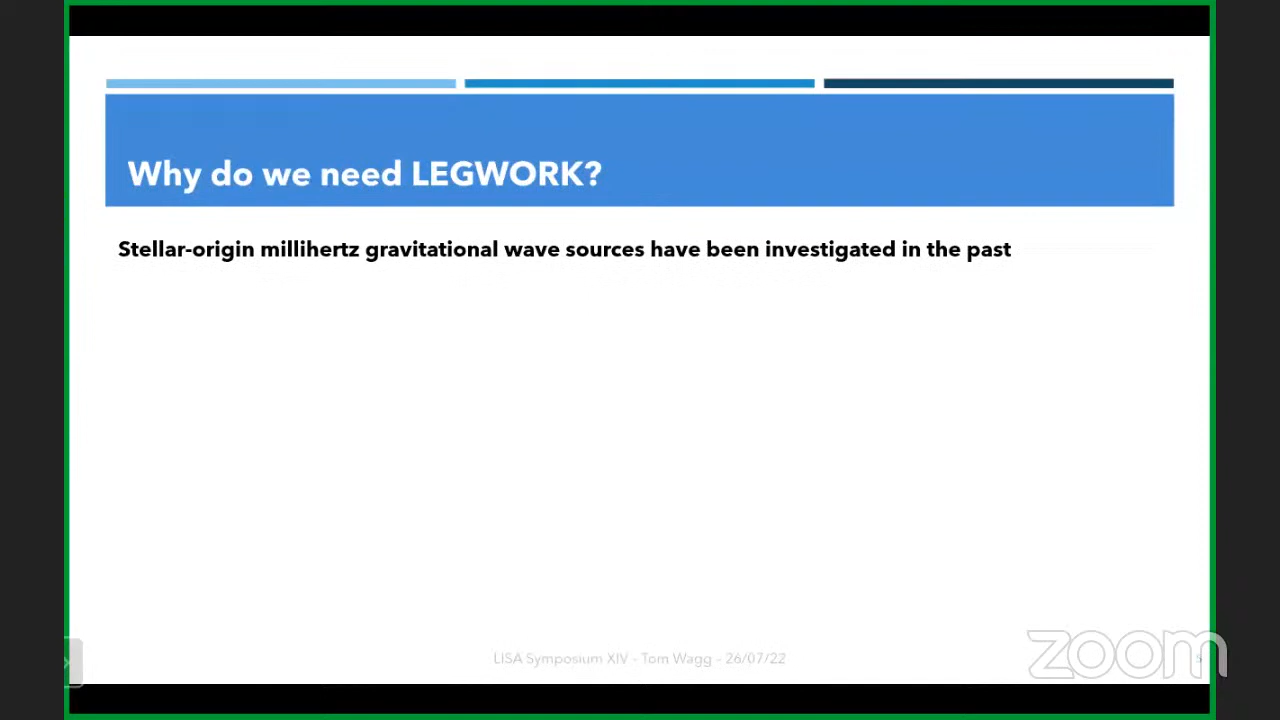 Why do we need LEGWORK?
Stellar-origin millihertz gravitational wave sources have been investigated in the past
LISA Symposium XIV - Tom Wagg - 26/07/22
zoom
5